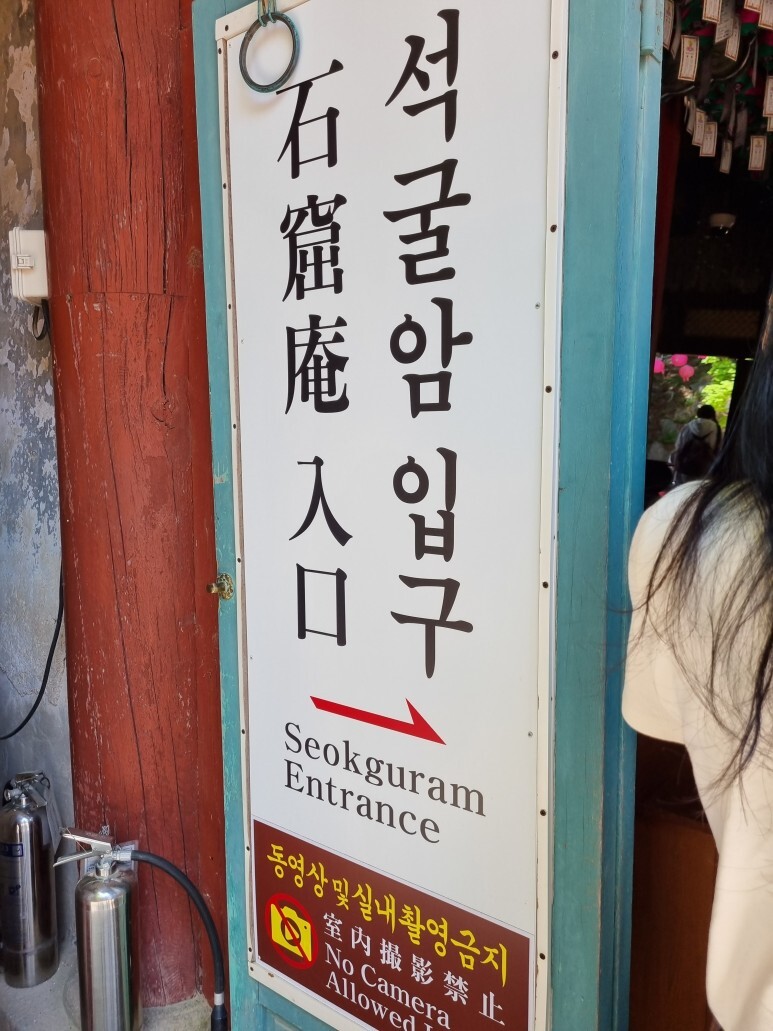 석굴암 입구
石窟庵 入口
Seokguram
Entrance
동영상 및 실내촬영금지
室內撮影禁止
No Camera
Allowed